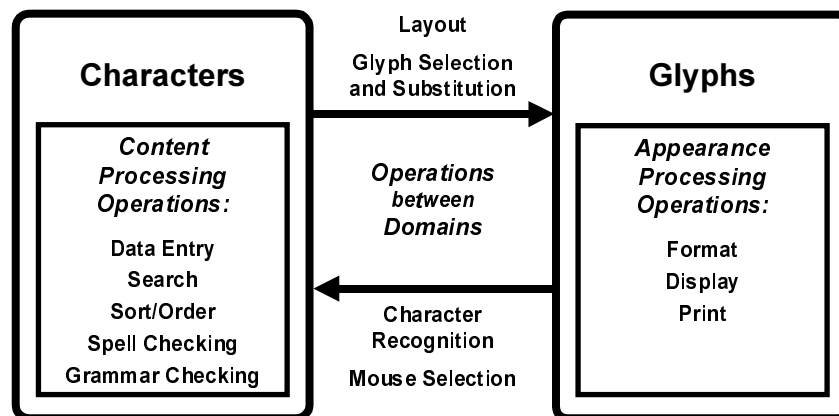 Characters
Content
Processing
Operations:
Data Entry
Search
Sort/Order
Spell Checking
Grammar Checking
Layout
Glyph Selection
and Substitution
Operations
between
Domains
Character
Recognition
Mouse Selection
Glyphs
Appearance
Processing
Operations:
Format
Display
Print